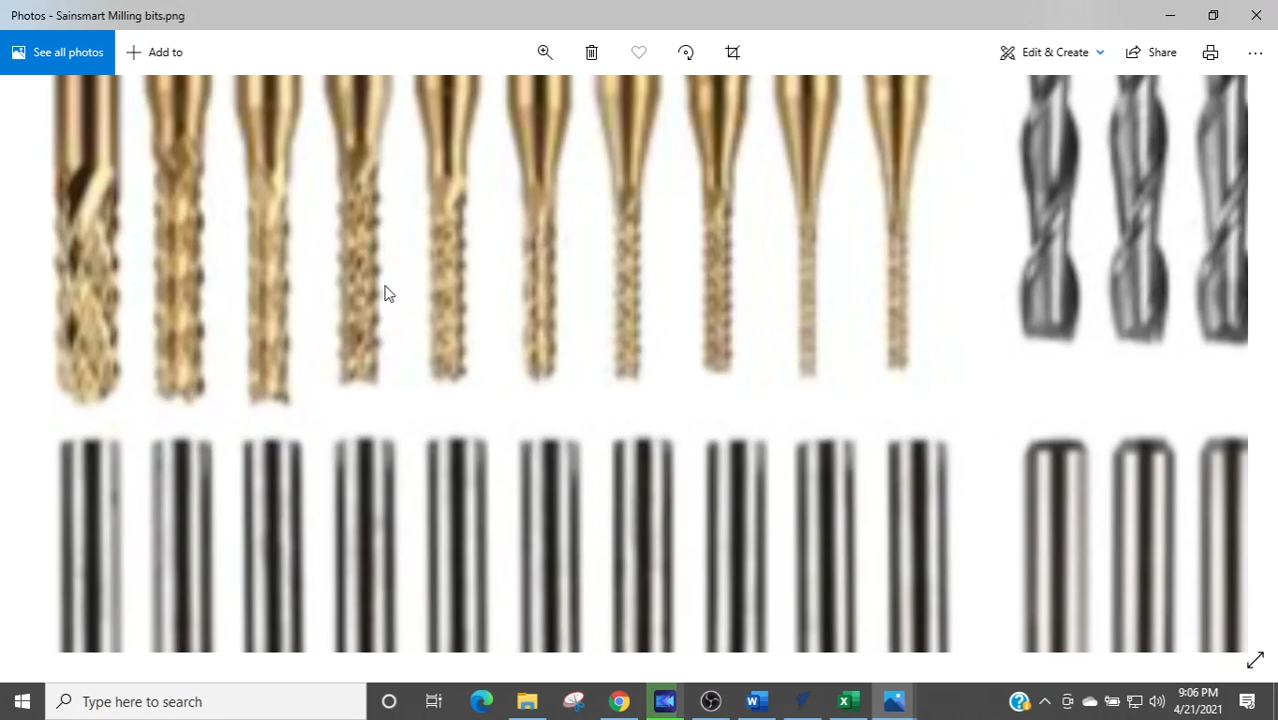 Photos - Sainsmart Milling bits.png
See all photos
Add to
Edit & Create
Share
Type here to search
9:06 PM
4/21/2021